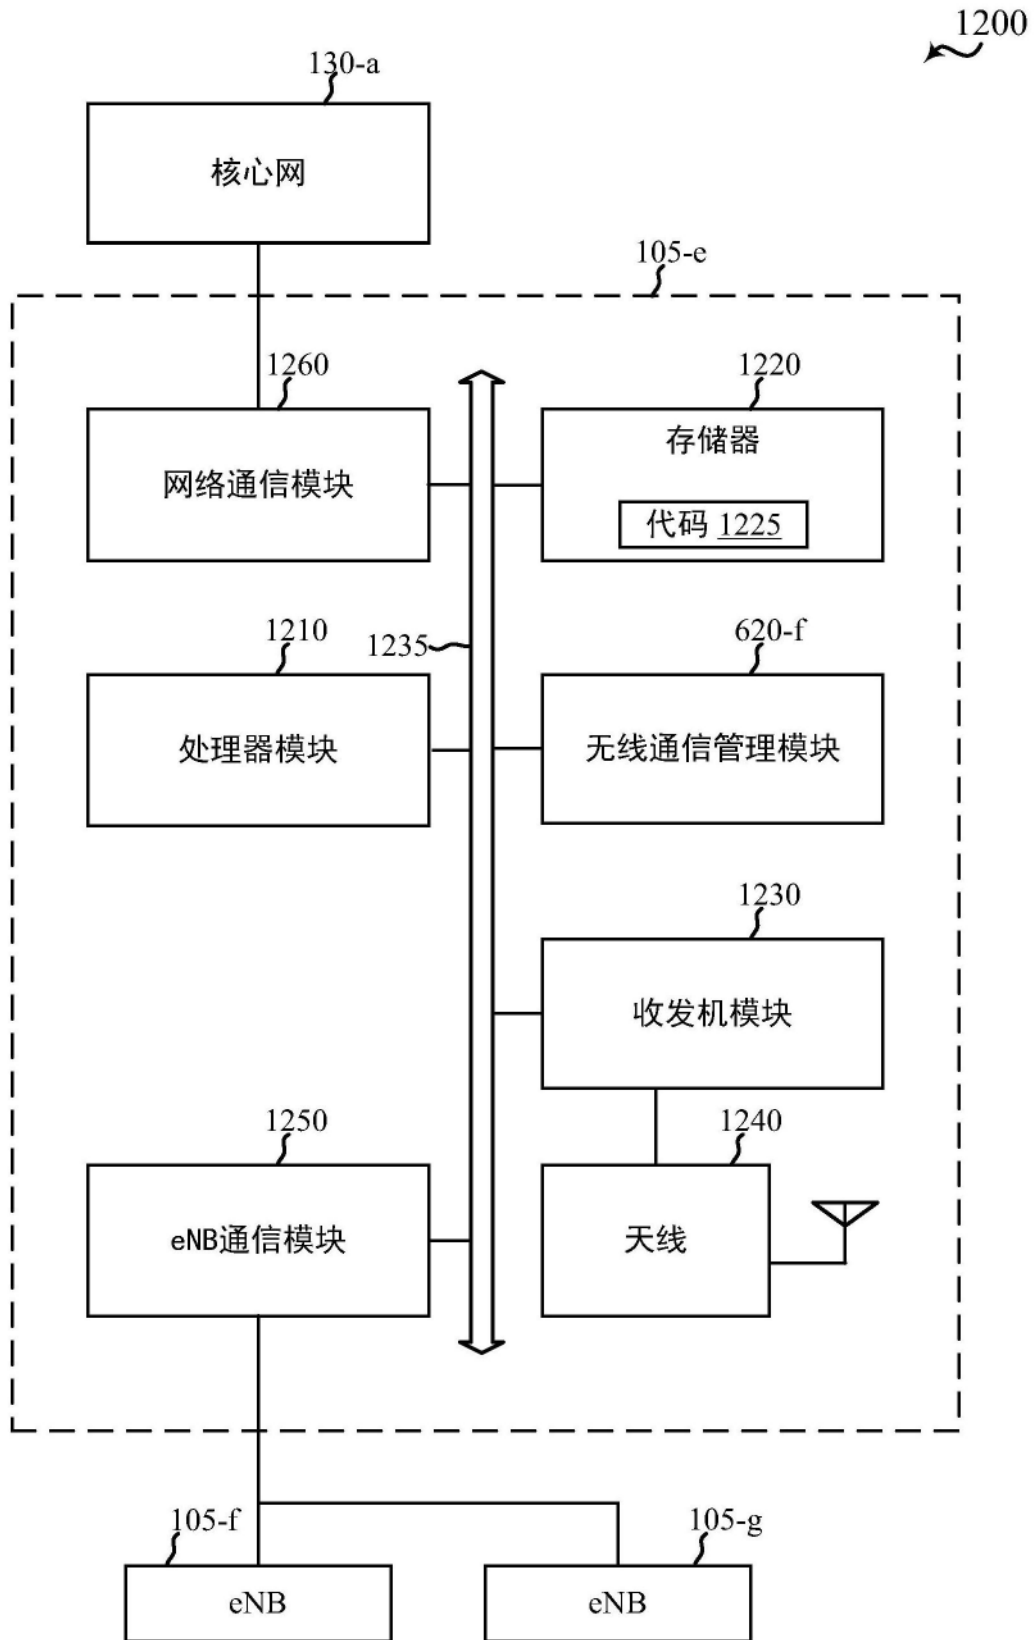 1200
130-a
核心网
105-e
1260
1220
网络通信模块
存储器
代码 1225
1210
1235
620-f
处理器模块
无线通信管理模块
1230
收发机模块
1250
1240
eNB通信模块
天线
105-f
105-g
eNB
eNB